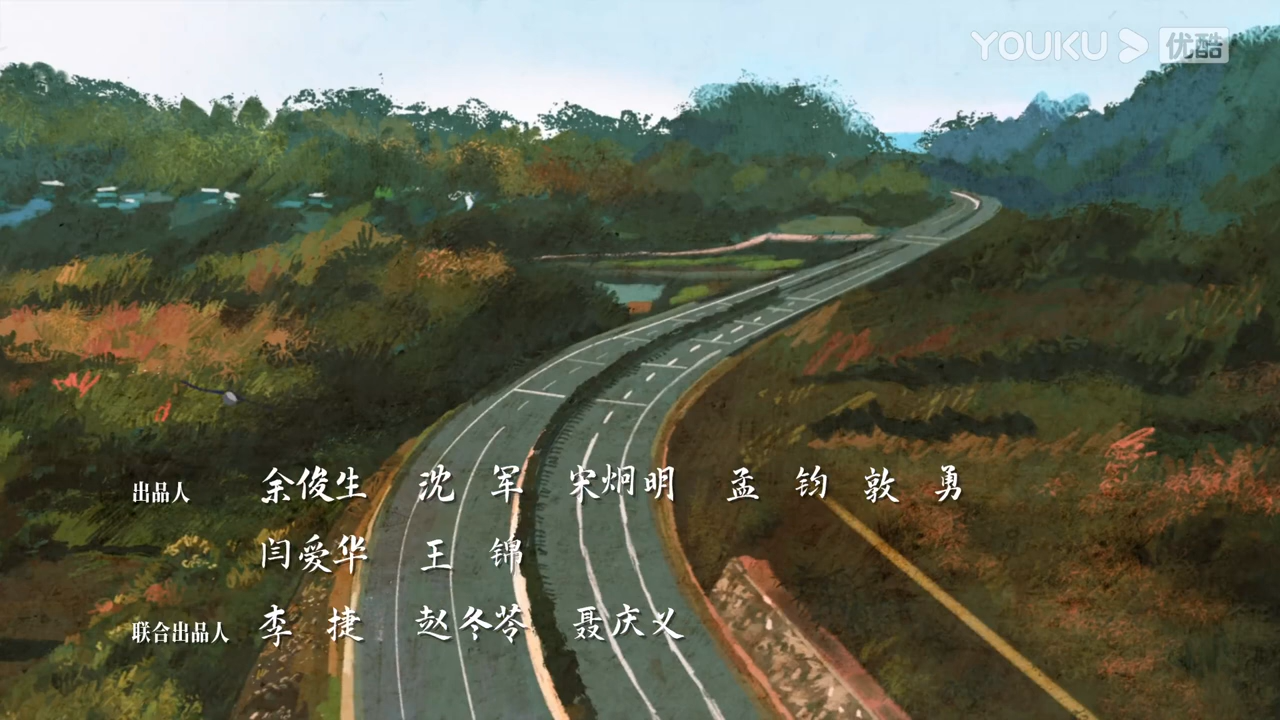 YOUKU 优酷
出品人 余俊生 沈军 宋炯明 孟钧 敦勇
闫爱华 王锦
联合出品人 李捷 赵冬苓 聂庆义